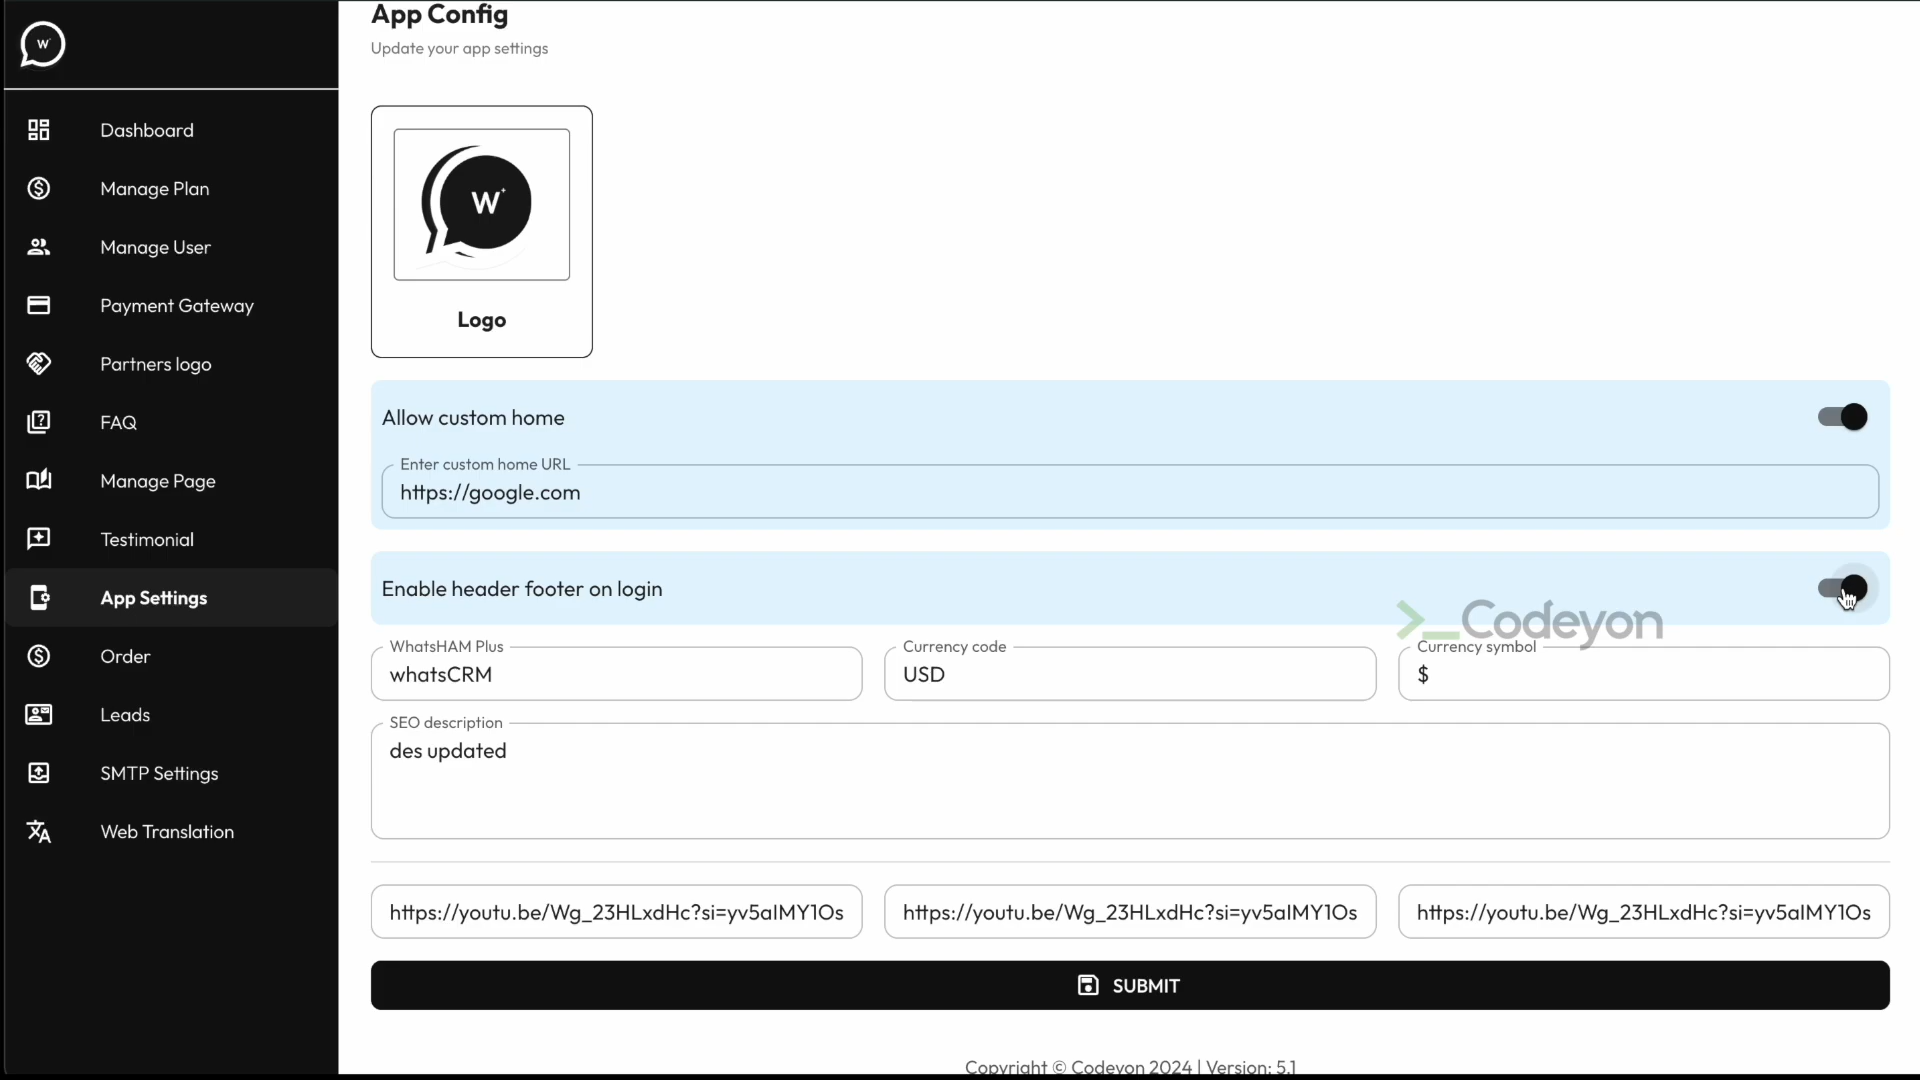 App Config
Update your app settings
W
W+
Logo
Dashboard
Manage Plan
Manage User
Payment Gateway
Partners logo
FAQ
Manage Page
Testimonial
App Settings
Order
Leads
SMTP Settings
Web Translation
Allow custom home
Enter custom home URL
https://google.com
Enable header footer on login
>_Codeyon
WhatsHAM Plus
whatsCRM
Currency code
USD
Currency symbol
$
SEO description
des updated
https://youtu.be/Wg_23HLxdHc?si=yv5aIMY1Os
https://youtu.be/Wg_23HLxdHc?si=yv5aIMY1Os
https://youtu.be/Wg_23HLxdHc?si=yv5aIMY1Os
SUBMIT
Copyright © Codeyon 2024 | Version: 5.1